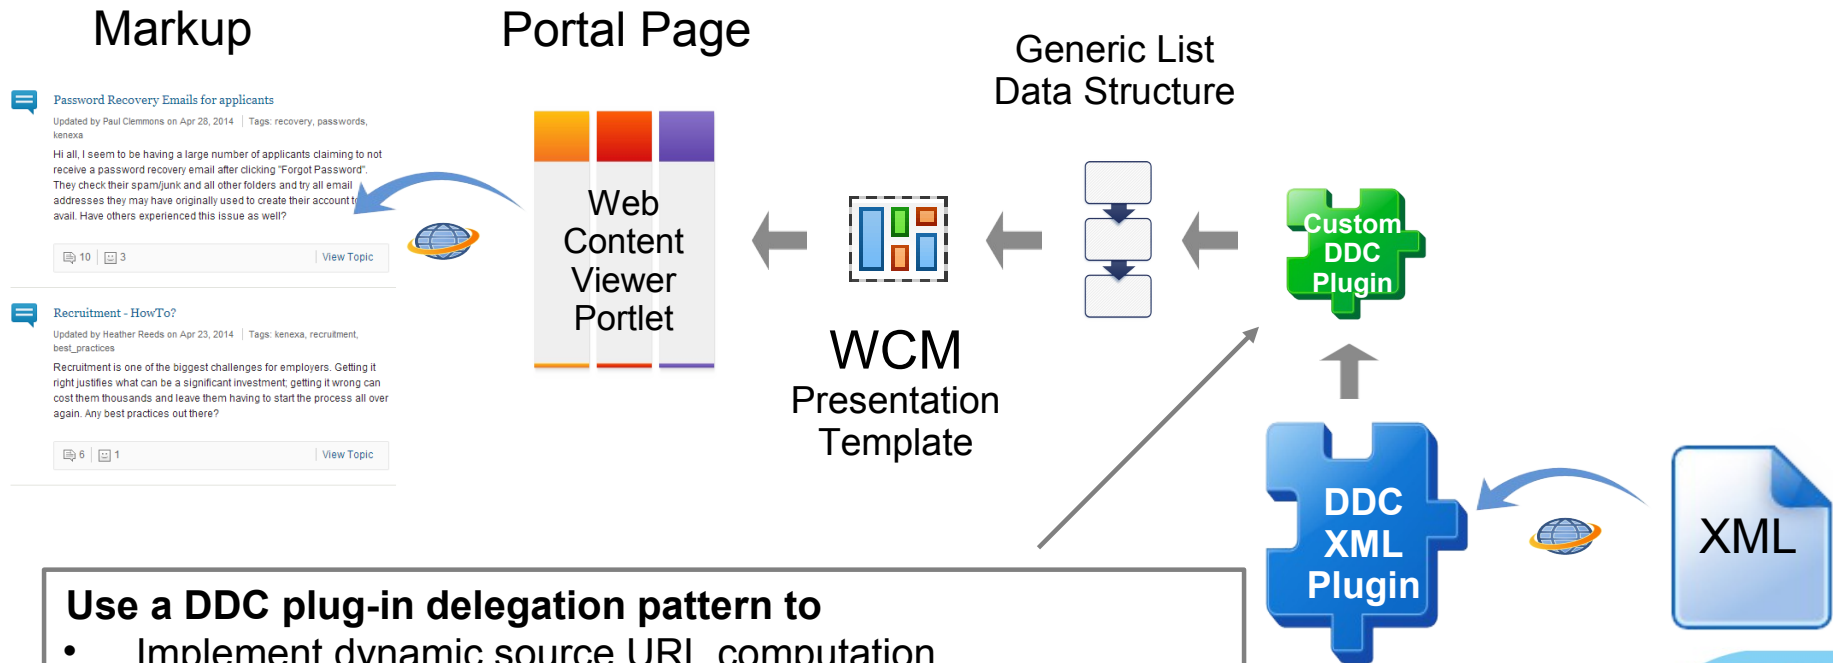 Markup
Portal Page
Generic List
Data Structure
Password Recovery Emails for applicants
Updated by Paul Clemmons on Apr 28, 2014 | Tags: recovery, passwords,
kenexa
Hi all, I seem to be having a large number of applicants claiming to not
receive a password recovery email after clicking "Forgot Password".
They check their spam/junk and all other folders and try all email
addresses they may have originally used to create their account
avail. Have others experienced this issue as well?
10 | 3
View Topic
Recruitment - HowTo?
Updated by Heather Reeds on Apr 23, 2014 | Tags: kenexa, recruitment,
best_practices
Recruitment is one of the biggest challenges for employers. Getting it
right justifies what can be a significant investment; getting it wrong can
cost them thousands and leave them having to start the process all over
again. Any best practices out there?
6 | 1
View Topic
Web
Content
Viewer
Portlet
WCM
Presentation
Template
Custom
DDC
Plugin
DDC
XML
Plugin
XML
Use a DDC plug-in delegation pattern to
• Implement dynamic source URL computation